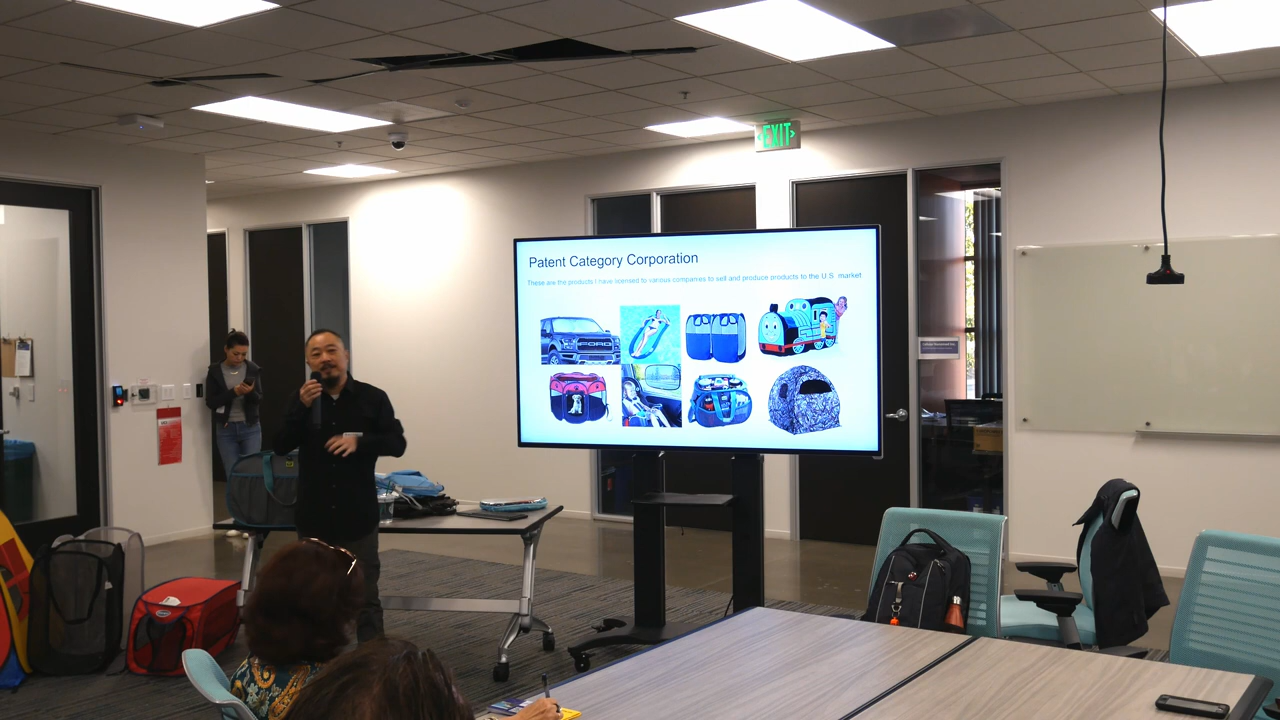 EXIT
Patent Category Corporation
These are the products I have licensed to various companies to sell and produce products to the U.S. market
FORD